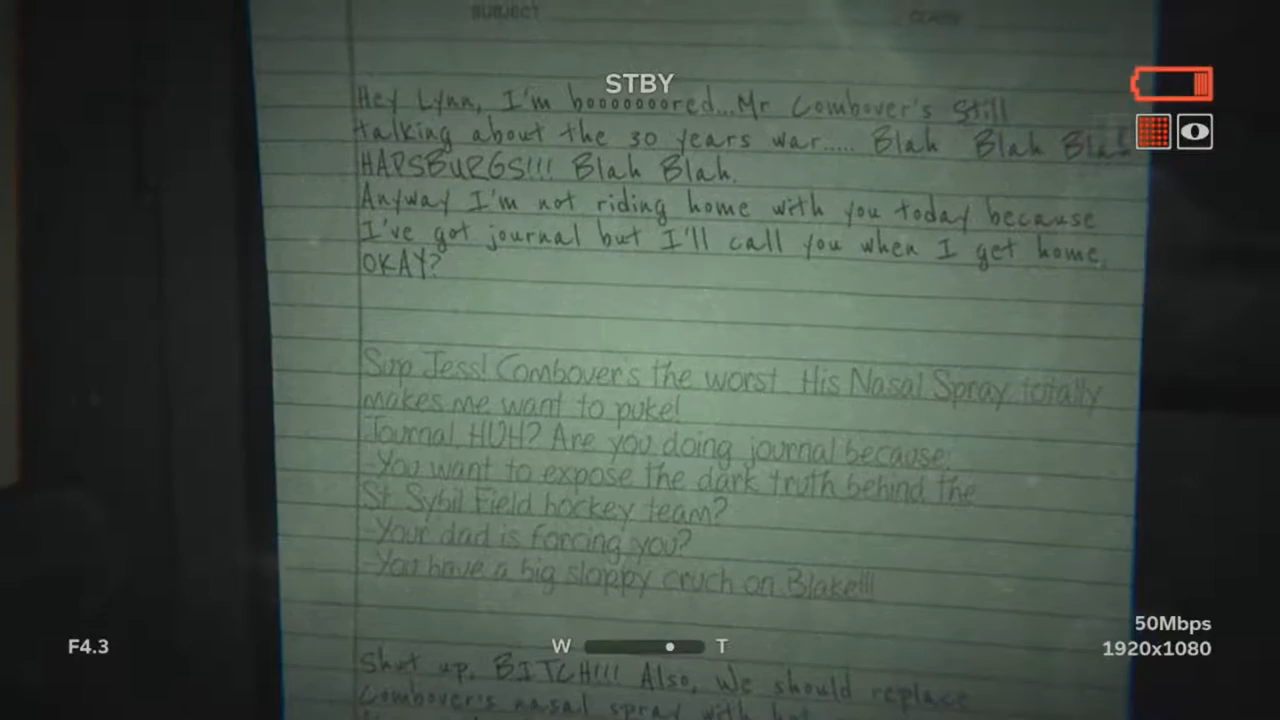 SUBJECT
STBY
Hey Lynn, I'm boooooored...Mr Combover's Still
talking about the 30 years war..... Blah Blah Blah
HAPSBURGS!!! Blah Blah.
Anyway I'm not riding home with you today because
I've got journal but I'll call you when I get home.
OKAY?
Sup Jess! Combover's the worst. His Nasal Spray totally
makes me want to puke!
Journal HUH? Are you doing journal because:
-You want to expose the dark truth behind the
St Sybil Field hockey team?
-Your dad is forcing you?
-You have a big sloppy cruch on Blake!!!
Shut up, BITCH!!! Also, We should replace
Combover's nasal spray with hot
F4.3
W T
50Mbps
1920x1080